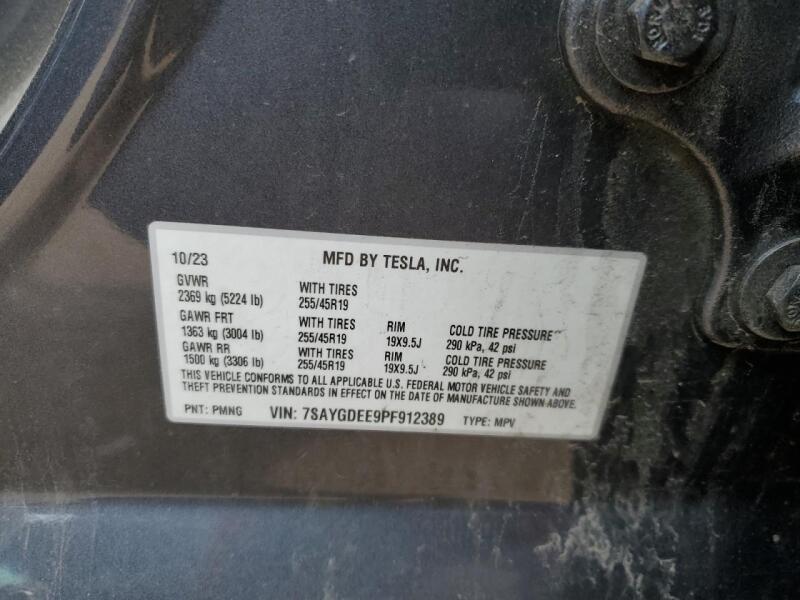 10/23 MFD BY TESLA, INC.
GVWR
2369 kg (5224 lb) WITH TIRES 255/45R19
GAWR FRT
1363 kg (3004 lb) WITH TIRES 255/45R19 RIM 19X9.5J COLD TIRE PRESSURE 290 kPa, 42 psi
GAWR RR
1500 kg (3306 lb) WITH TIRES 255/45R19 RIM 19X9.5J COLD TIRE PRESSURE 290 kPa, 42 psi
THIS VEHICLE CONFORMS TO ALL APPLICABLE U.S. FEDERAL MOTOR VEHICLE SAFETY AND
THEFT PREVENTION STANDARDS IN EFFECT ON THE DATE OF MANUFACTURE SHOWN ABOVE.
PNT: PMNG VIN: 7SAYGDEE9PF912389 TYPE: MPV